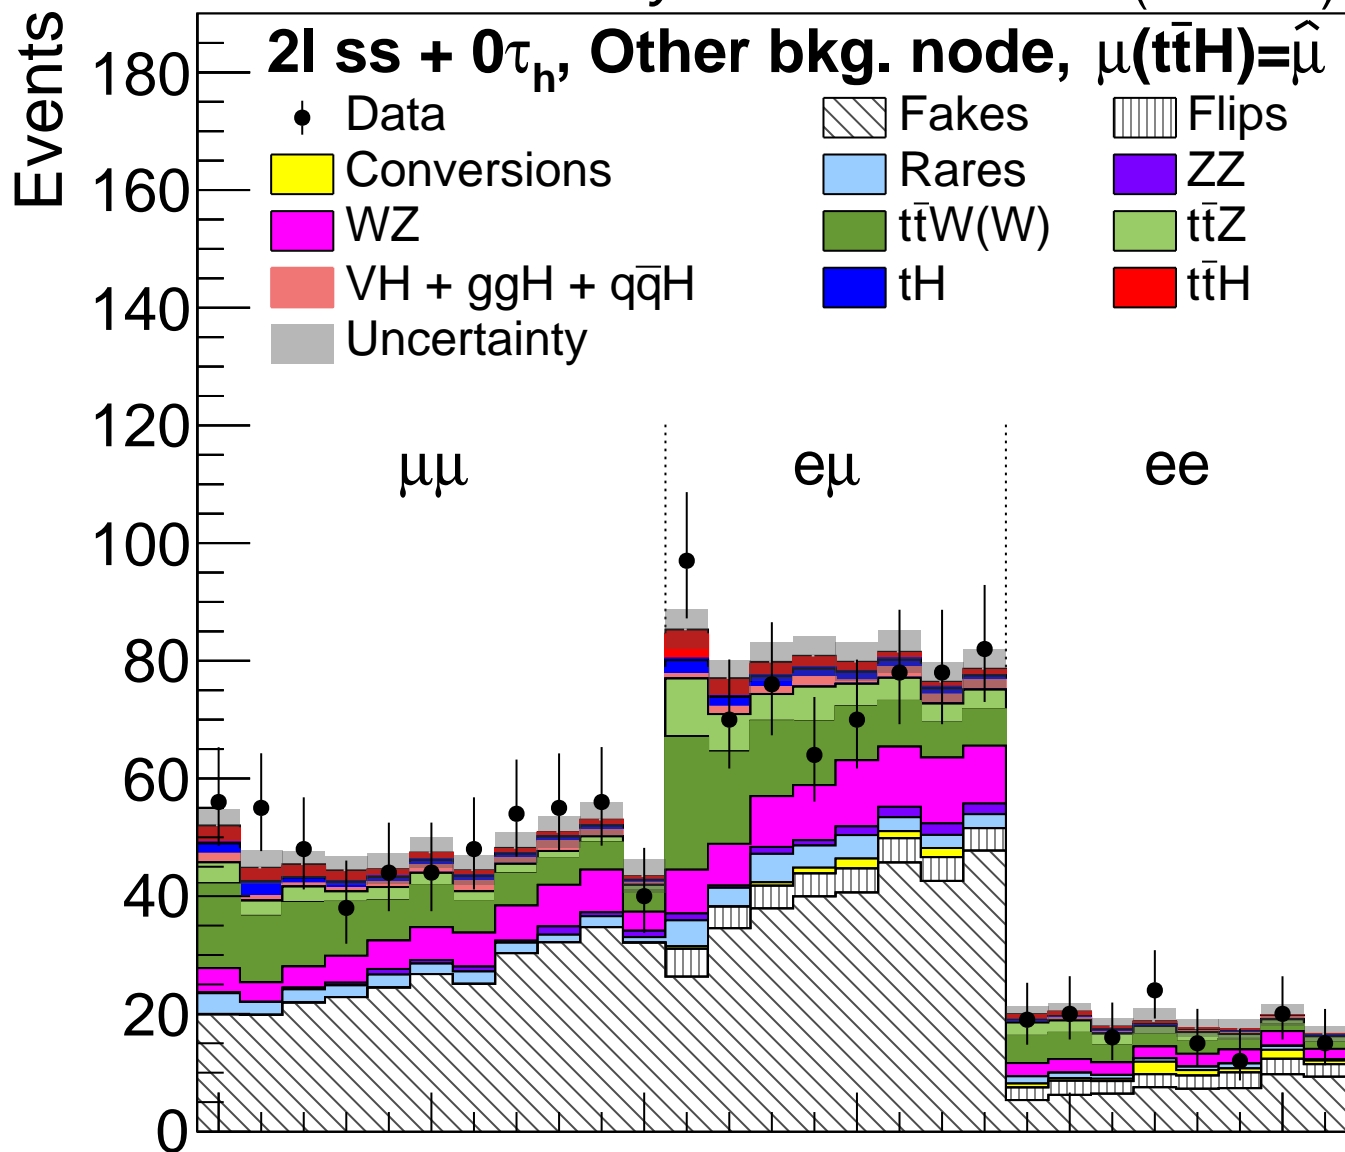 Events
2l ss + 0τh, Other bkg. node, μ(tt̄H)=μ̂
Data
Fakes
Flips
Conversions
Rares
ZZ
WZ
tt̄W(W)
tt̄Z
VH + ggH + qq̄H
tH
tt̄H
Uncertainty
μμ
eμ
ee
180
160
140
120
100
80
60
40
20
0